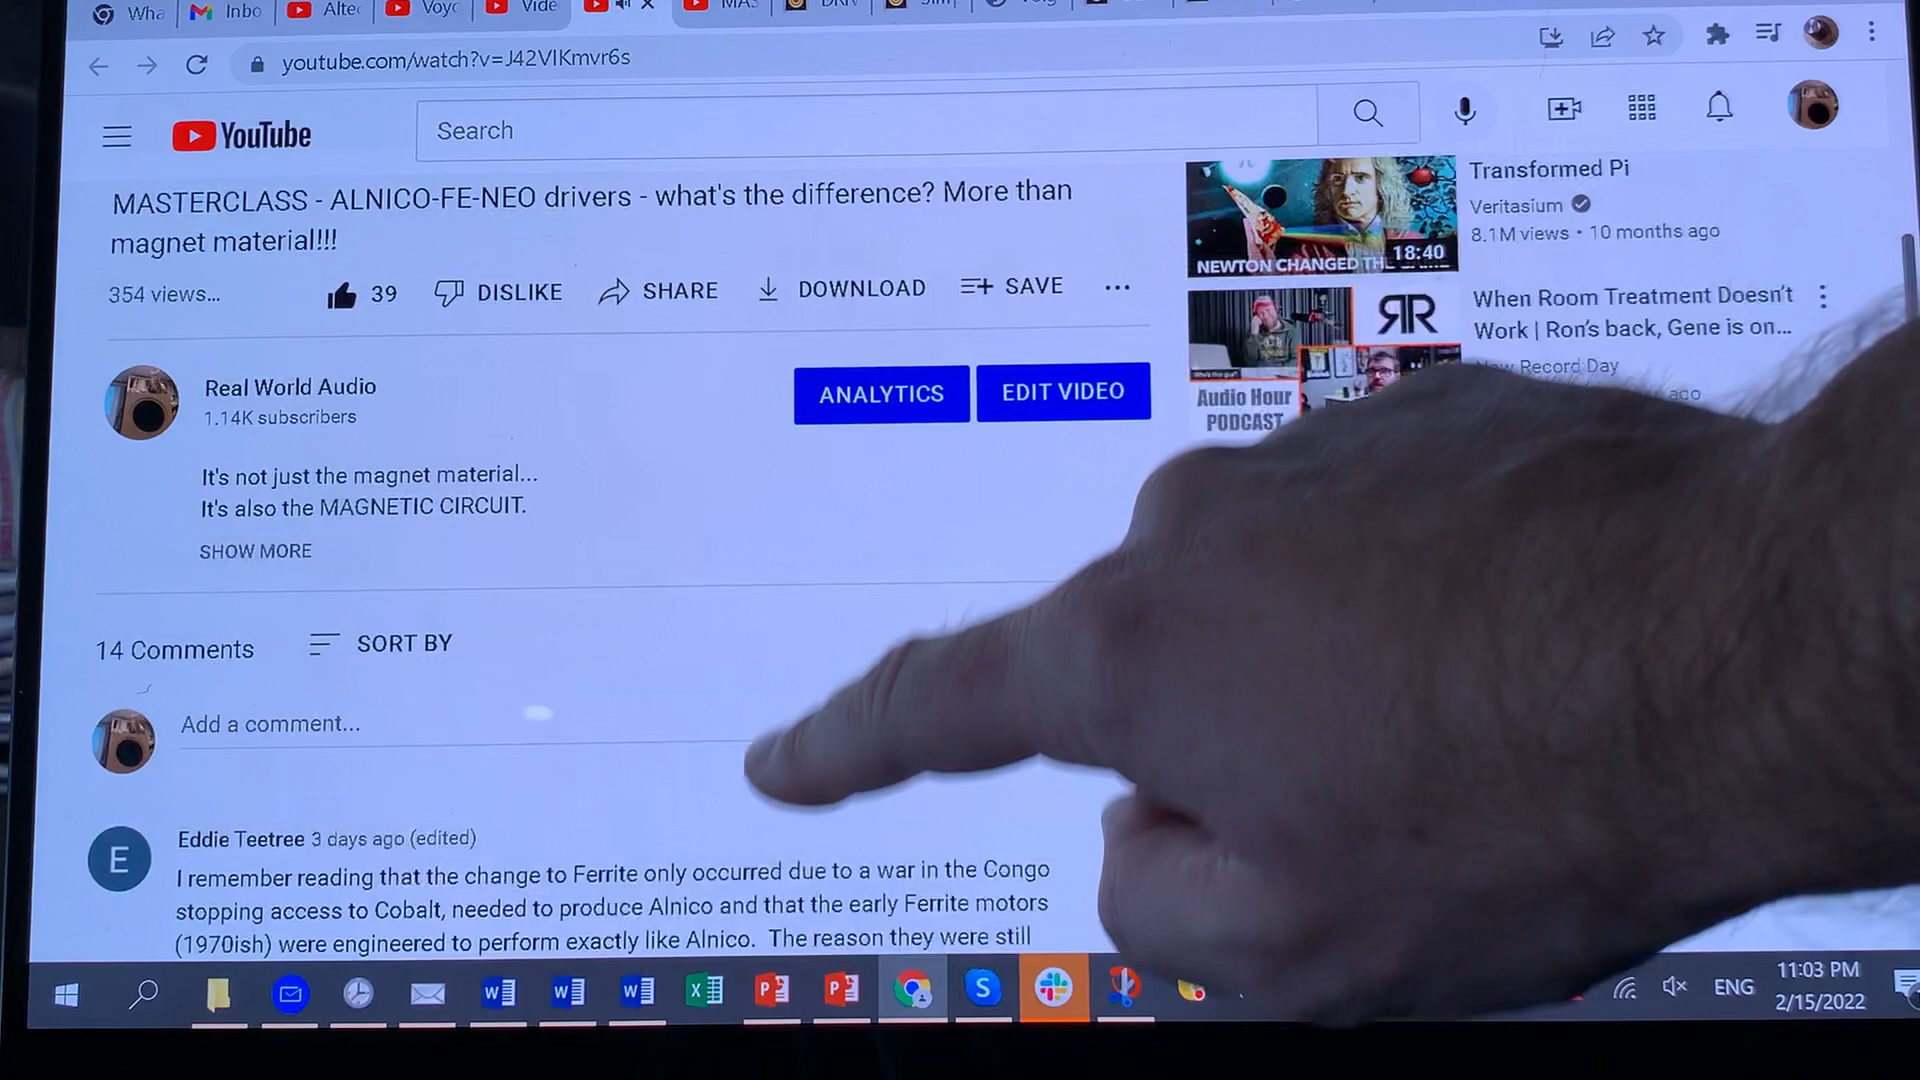 Wha
Inbo
Altec
Voyc
Vide
MAS
youtube.com/watch?v=J42VIKmvr6s
YouTube
Search
MASTERCLASS - ALNICO-FE-NEO drivers - what's the difference? More than
magnet material!!!
354 views...
39
DISLIKE
SHARE
DOWNLOAD
SAVE
Real World Audio
1.14K subscribers
ANALYTICS
EDIT VIDEO
It's not just the magnet material...
It's also the MAGNETIC CIRCUIT.
SHOW MORE
14 Comments
SORT BY
Add a comment...
E
Eddie Teetree 3 days ago (edited)
I remember reading that the change to Ferrite only occurred due to a war in the Congo
stopping access to Cobalt, needed to produce Alnico and that the early Ferrite motors
(1970ish) were engineered to perform exactly like Alnico. The reason they were still
NEWTON CHANGED THE GAME
18:40
Transformed Pi
Veritasium
8.1M views • 10 months ago
Audio Hour
PODCAST
When Room Treatment Doesn't
Work | Ron's back, Gene is on...
New Record Day
ago
ENG
11:03 PM
2/15/2022